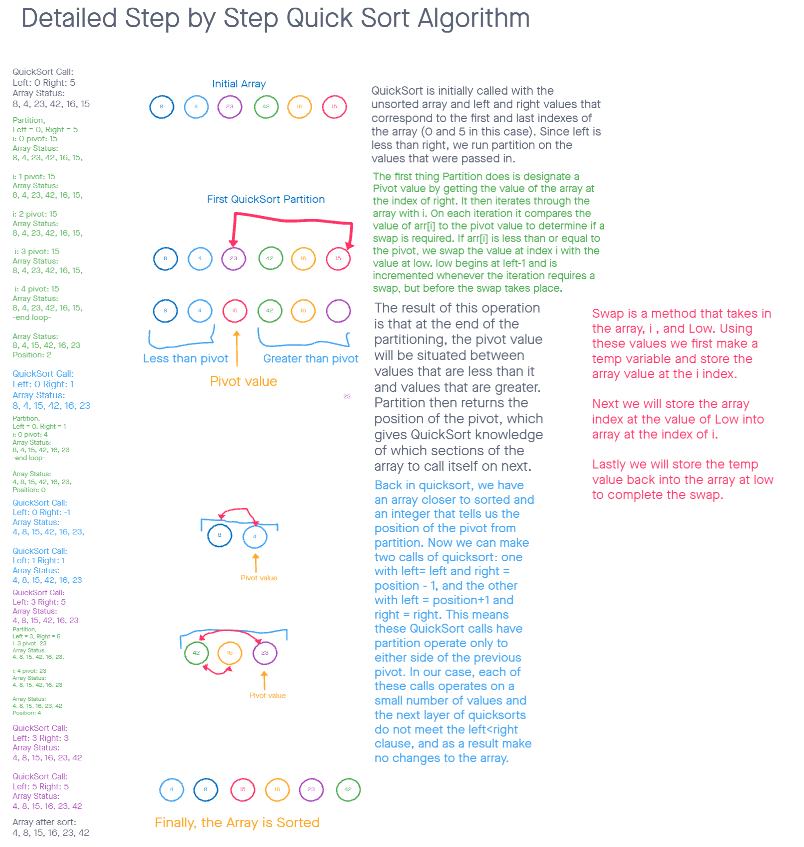 Detailed Step by Step Quick Sort Algorithm
QuickSort Call:
Left: 0 Right: 5
Array Status:
8, 4, 23, 42, 16, 15
Partition,
Left = 0, Right = 5
i: 0 pivot: 15
Array Status:
8, 4, 23, 42, 16, 15,
i: 1 pivot: 15
Array Status:
8, 4, 23, 42, 16, 15,
i: 2 pivot: 15
Array Status:
8, 4, 23, 42, 16, 15,
i: 3 pivot: 15
Array Status:
8, 4, 23, 42, 16, 15,
i: 4 pivot: 15
Array Status:
8, 4, 23, 42, 16, 15,
-end loop-
Array Status:
8, 4, 15, 42, 16, 23
Position: 2
QuickSort Call:
Left: 0 Right: 1
Array Status:
8, 4, 15, 42, 16, 23
Partition,
Left = 0, Right = 1
i: 0 pivot: 4
Array Status:
8, 4, 15, 42, 16, 23
-end loop-
Array Status:
4, 8, 15, 42, 16, 23,
Position: 0
QuickSort Call:
Left: 0 Right: -1
Array Status:
4, 8, 15, 42, 16, 23,
QuickSort Call:
Left: 1 Right: 1
Array Status:
4, 8, 15, 42, 16, 23
QuickSort Call:
Left: 3 Right: 5
Array Status:
4, 8, 15, 42, 16, 23
Partition,
Left = 3, Right = 5
i: 3 pivot: 23
Array Status:
4, 8, 15, 42, 16, 23,
i: 4 pivot: 23
Array Status:
4, 8, 15, 42, 16, 23
Array Status:
4, 8, 15, 16, 23, 42
Position: 4
QuickSort Call:
Left: 3 Right: 3
Array Status:
4, 8, 15, 16, 23, 42
QuickSort Call:
Left: 5 Right: 5
Array Status:
4, 8, 15, 16, 23, 42
Array after sort:
4, 8, 15, 16, 23, 42
Initial Array
8 4 23 42 16 15
First QuickSort Partition
8 4 23 42 16 15
8 4 15 42 16
Less than pivot Greater than pivot
Pivot value
23
8 4
Pivot value
42 16 23
Pivot value
4 8 15 16 23 42
Finally, the Array is Sorted
QuickSort is initially called with the
unsorted array and left and right values that
correspond to the first and last indexes of
the array (0 and 5 in this case). Since left is
less than right, we run partition on the
values that were passed in.
The first thing Partition does is designate a
Pivot value by getting the value of the array at
the index of right. It then iterates through the
array with i. On each iteration it compares the
value of arr[i] to the pivot value to determine if a
swap is required. If arr[i] is less than or equal to
the pivot, we swap the value at index i with the
value at low. low begins at left-1 and is
incremented whenever the iteration requires a
swap, but before the swap takes place.
The result of this operation
is that at the end of the
partitioning, the pivot value
will be situated between
values that are less than it
and values that are greater.
Partition then returns the
position of the pivot, which
gives QuickSort knowledge
of which sections of the
array to call itself on next.
Back in quicksort, we have
an array closer to sorted and
an integer that tells us the
position of the pivot from
partition. Now we can make
two calls of quicksort: one
with left= left and right =
position - 1, and the other
with left = position+1 and
right = right. This means
these QuickSort calls have
partition operate only to
either side of the previous
pivot. In our case, each of
these calls operates on a
small number of values and
the next layer of quicksorts
do not meet the left<right
clause, and as a result make
no changes to the array.
Swap is a method that takes in
the array, i , and Low. Using
these values we first make a
temp variable and store the
array value at the i index.
Next we will store the array
index at the value of Low into
array at the index of i.
Lastly we will store the temp
value back into the array at low
to complete the swap.